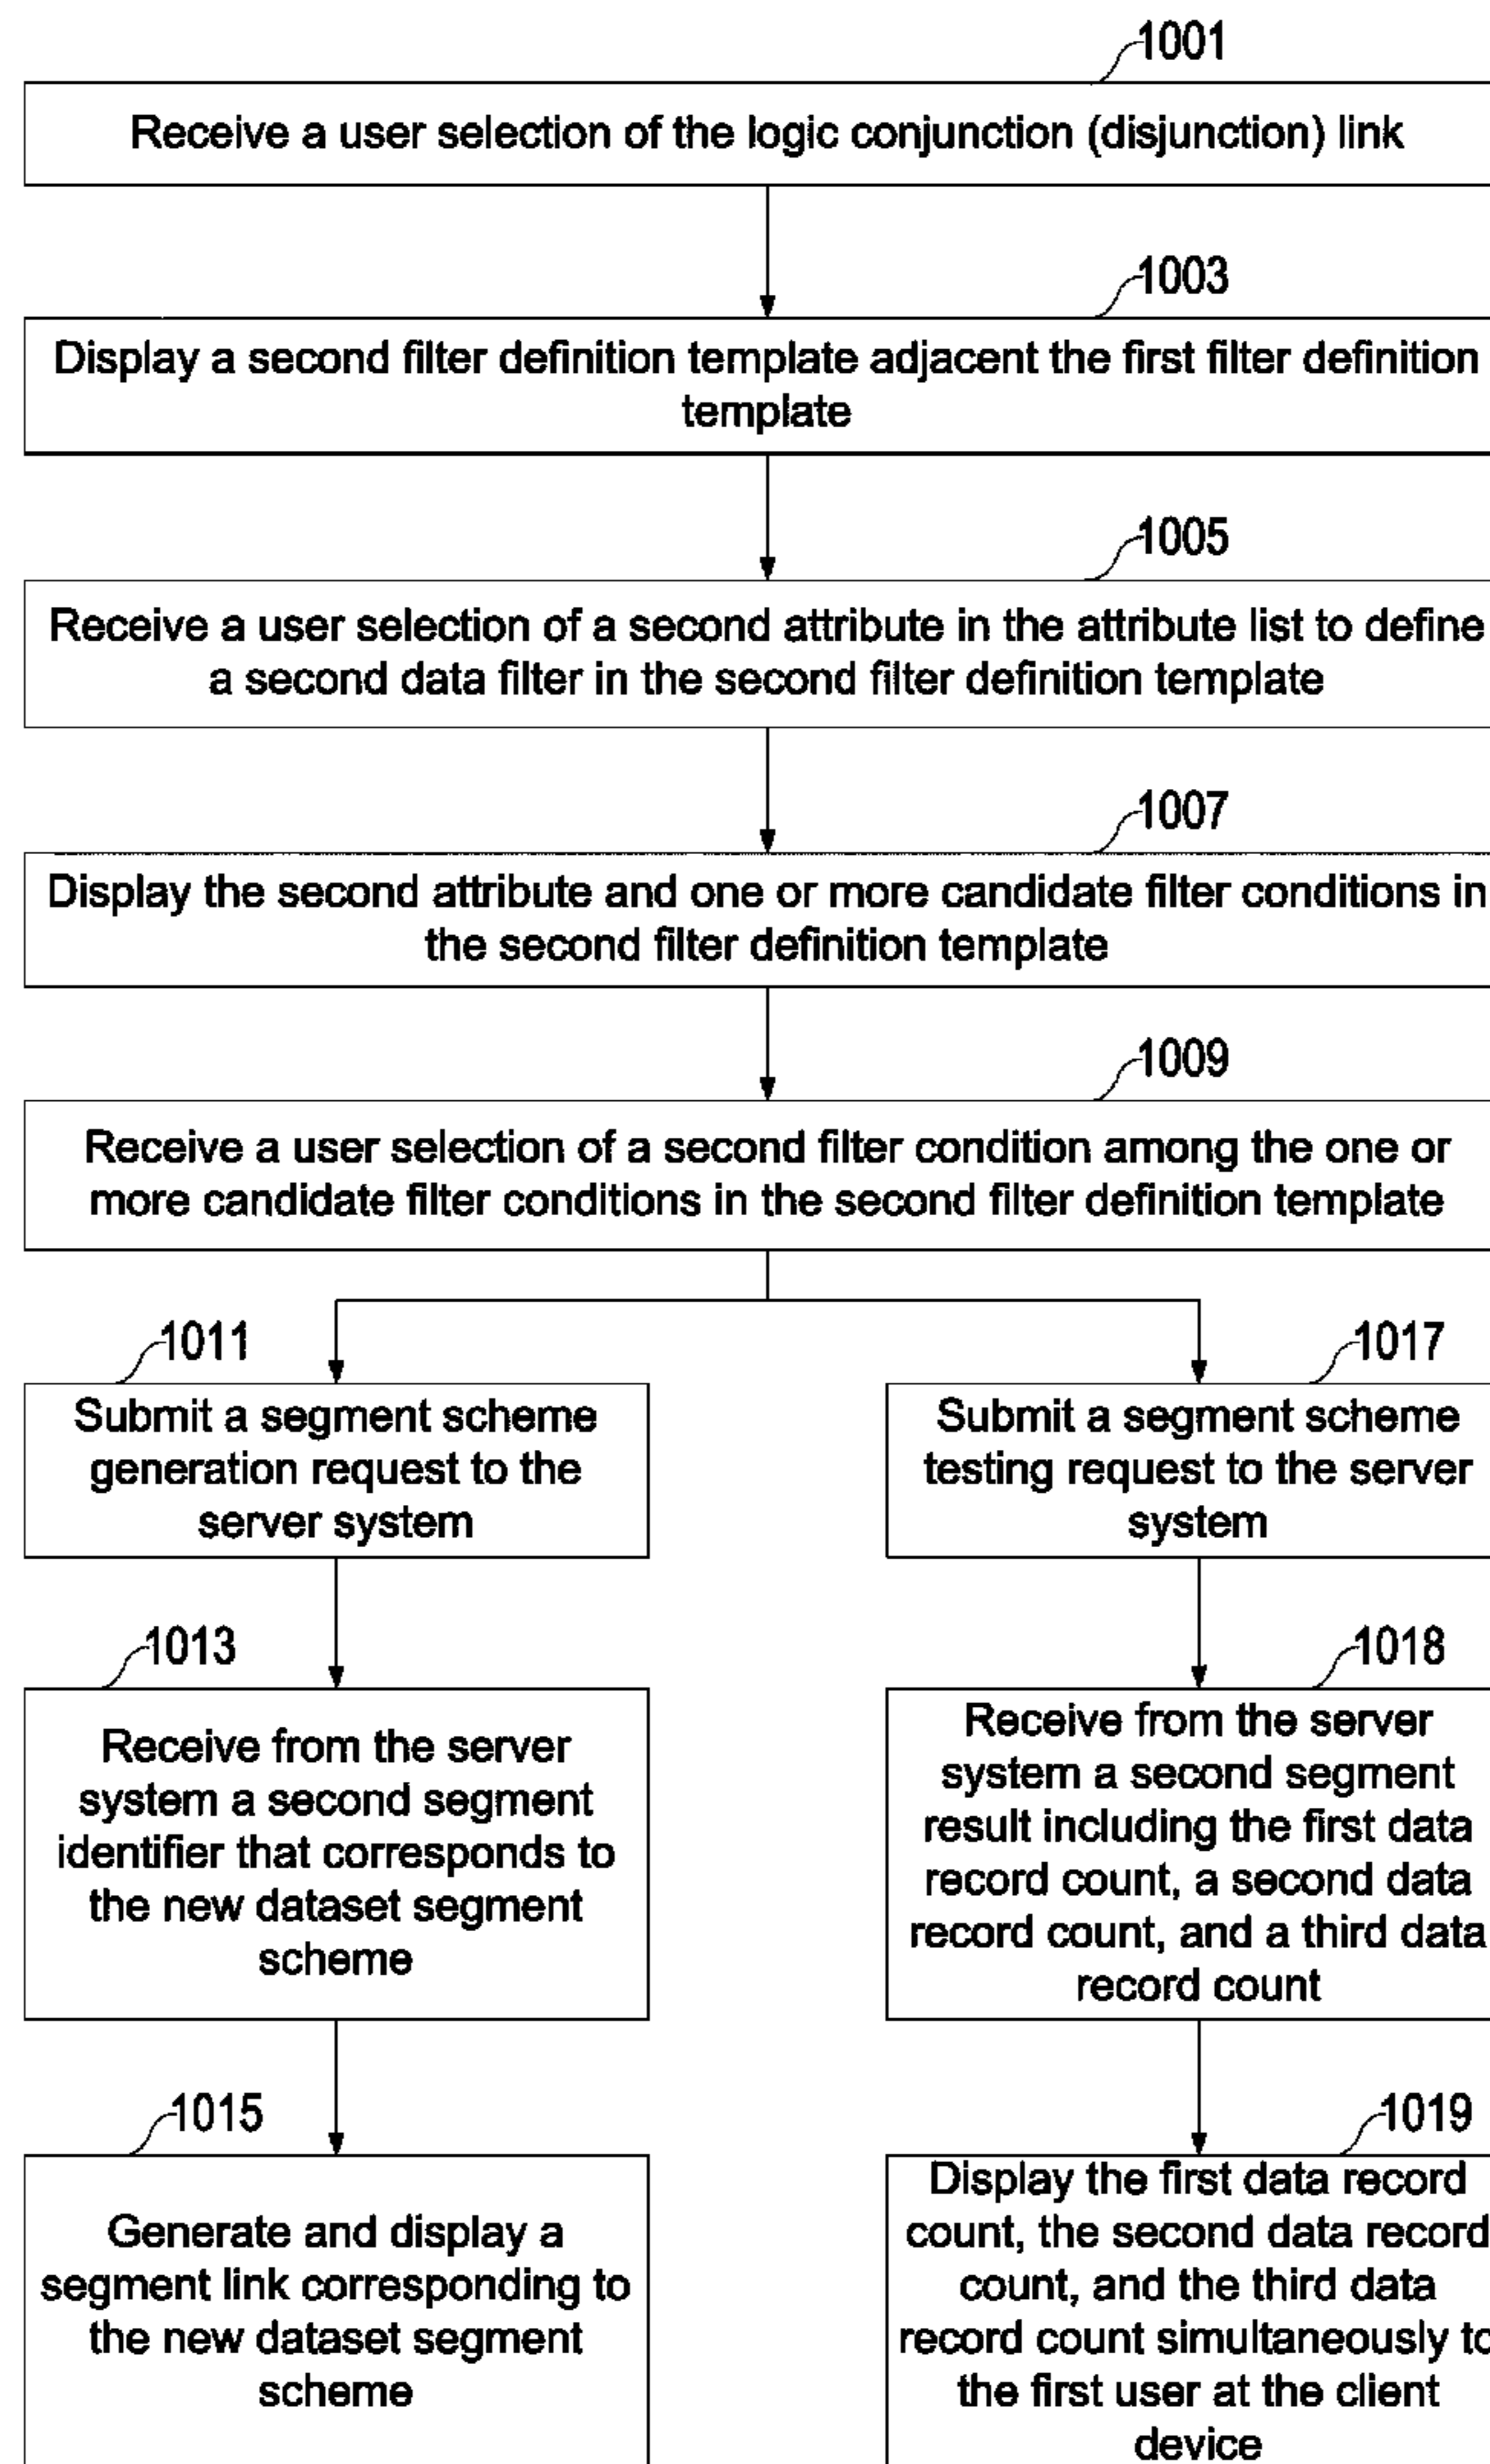 1001
Receive a user selection of the logic conjunction (disjunction) link
1003
Display a second filter definition template adjacent the first filter definition
template
1005
Receive a user selection of a second attribute in the attribute list to define
a second data filter in the second filter definition template
1007
Display the second attribute and one or more candidate filter conditions in
the second filter definition template
1009
Receive a user selection of a second filter condition among the one or
more candidate filter conditions in the second filter definition template
1011
Submit a segment scheme
generation request to the
server system
1013
Receive from the server
system a second segment
identifier that corresponds to
the new dataset segment
scheme
1015
Generate and display a
segment link corresponding to
the new dataset segment
scheme
1017
Submit a segment scheme
testing request to the server
system
1018
Receive from the server
system a second segment
result including the first data
record count, a second data
record count, and a third data
record count
1019
Display the first data record
count, the second data record
count, and the third data
record count simultaneously to
the first user at the client
device